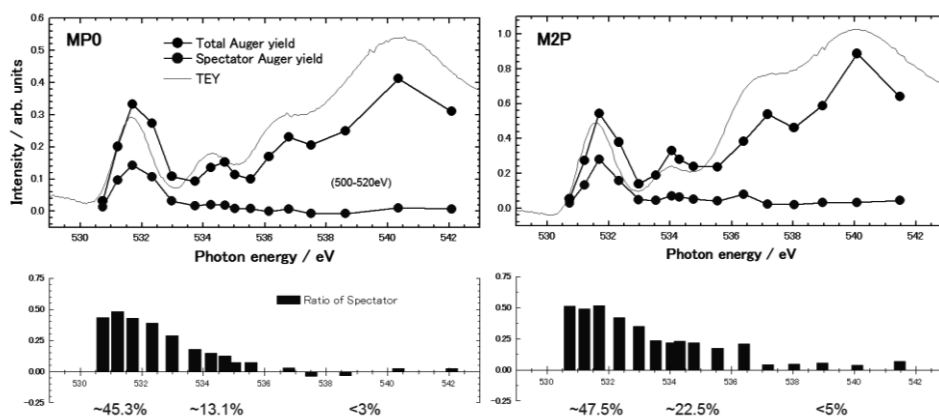 MP0
Total Auger yield
Spectator Auger yield
TEY
(500-520eV)
0.6
0.5
0.4
0.3
0.2
0.1
0.0
Intensity / arb. units
530 532 534 536 538 540 542
Photon energy / eV
M2P
1.0
0.8
0.6
0.4
0.2
0.0
530 532 534 536 538 540 542
Photon energy / eV
Ratio of Spectator
0.75
0.50
0.25
0.00
-0.25
530 532 534 536 538 540 542
~45.3% ~13.1% <3%
0.75
0.50
0.25
0.00
-0.25
530 532 534 536 538 540 542
~47.5% ~22.5% <5%